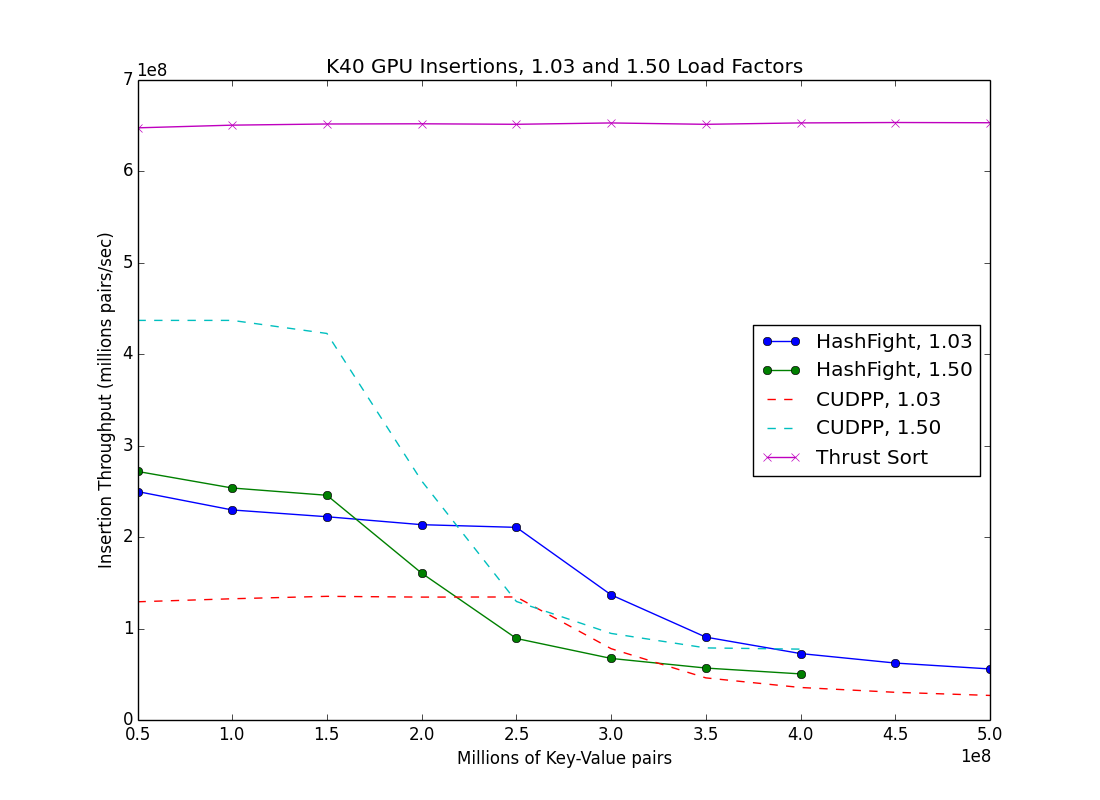 K40 GPU Insertions, 1.03 and 1.50 Load Factors
1e8
7
6
5
4
3
2
1
0
Insertion Throughput (millions pairs/sec)
HashFight, 1.03
HashFight, 1.50
CUDPP, 1.03
CUDPP, 1.50
Thrust Sort
0.5 1.0 1.5 2.0 2.5 3.0 3.5 4.0 4.5 5.0
1e8
Millions of Key-Value pairs